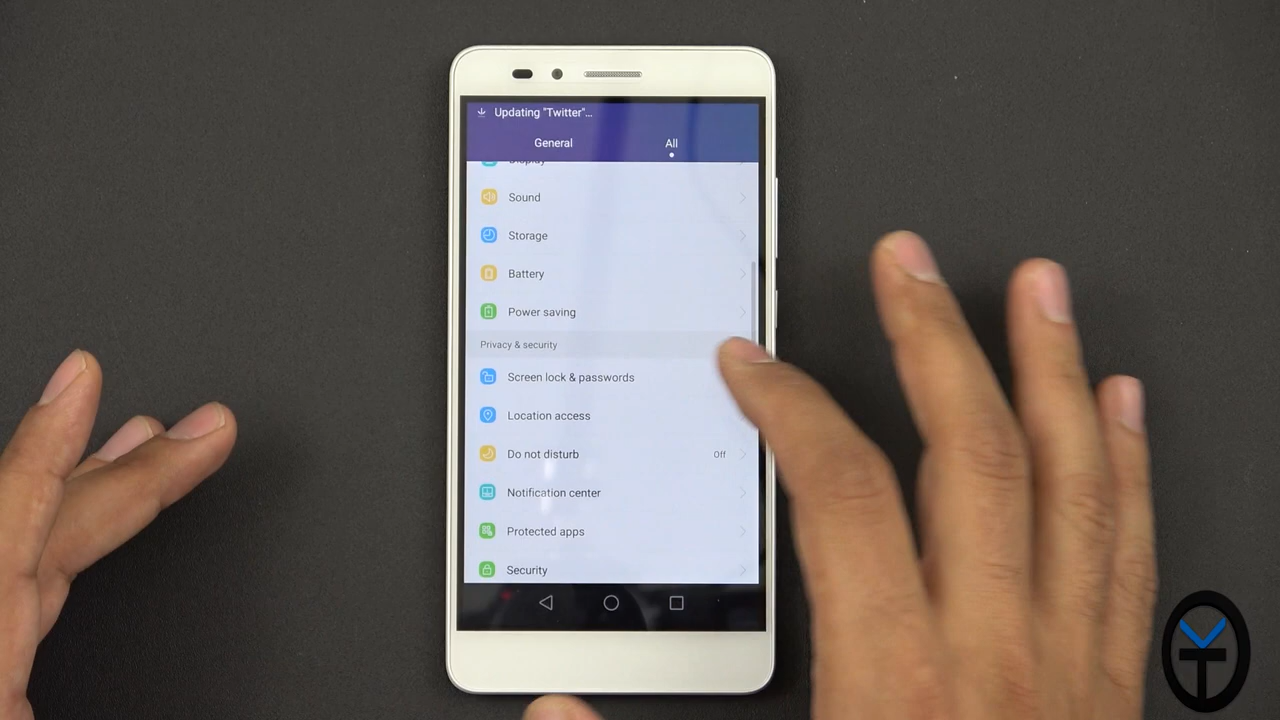 Updating "Twitter"...
General
All
Display
Sound
Storage
Battery
Power saving
Privacy & security
Screen lock & passwords
Location access
Do not disturb
Off
Notification center
Protected apps
Security